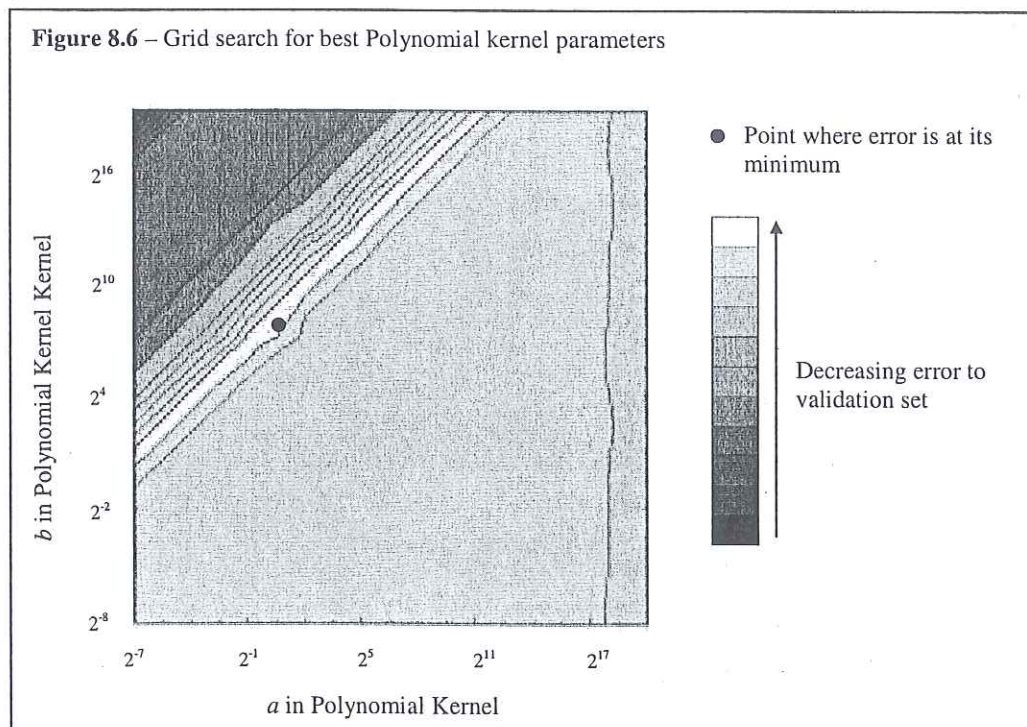 Figure 8.6 – Grid search for best Polynomial kernel parameters
2^16
2^10
2^4
2^-2
2^-8
b in Polynomial Kernel Kernel
2^-7
2^-1
2^5
2^11
2^17
a in Polynomial Kernel
Point where error is at its
minimum
Decreasing error to
validation set